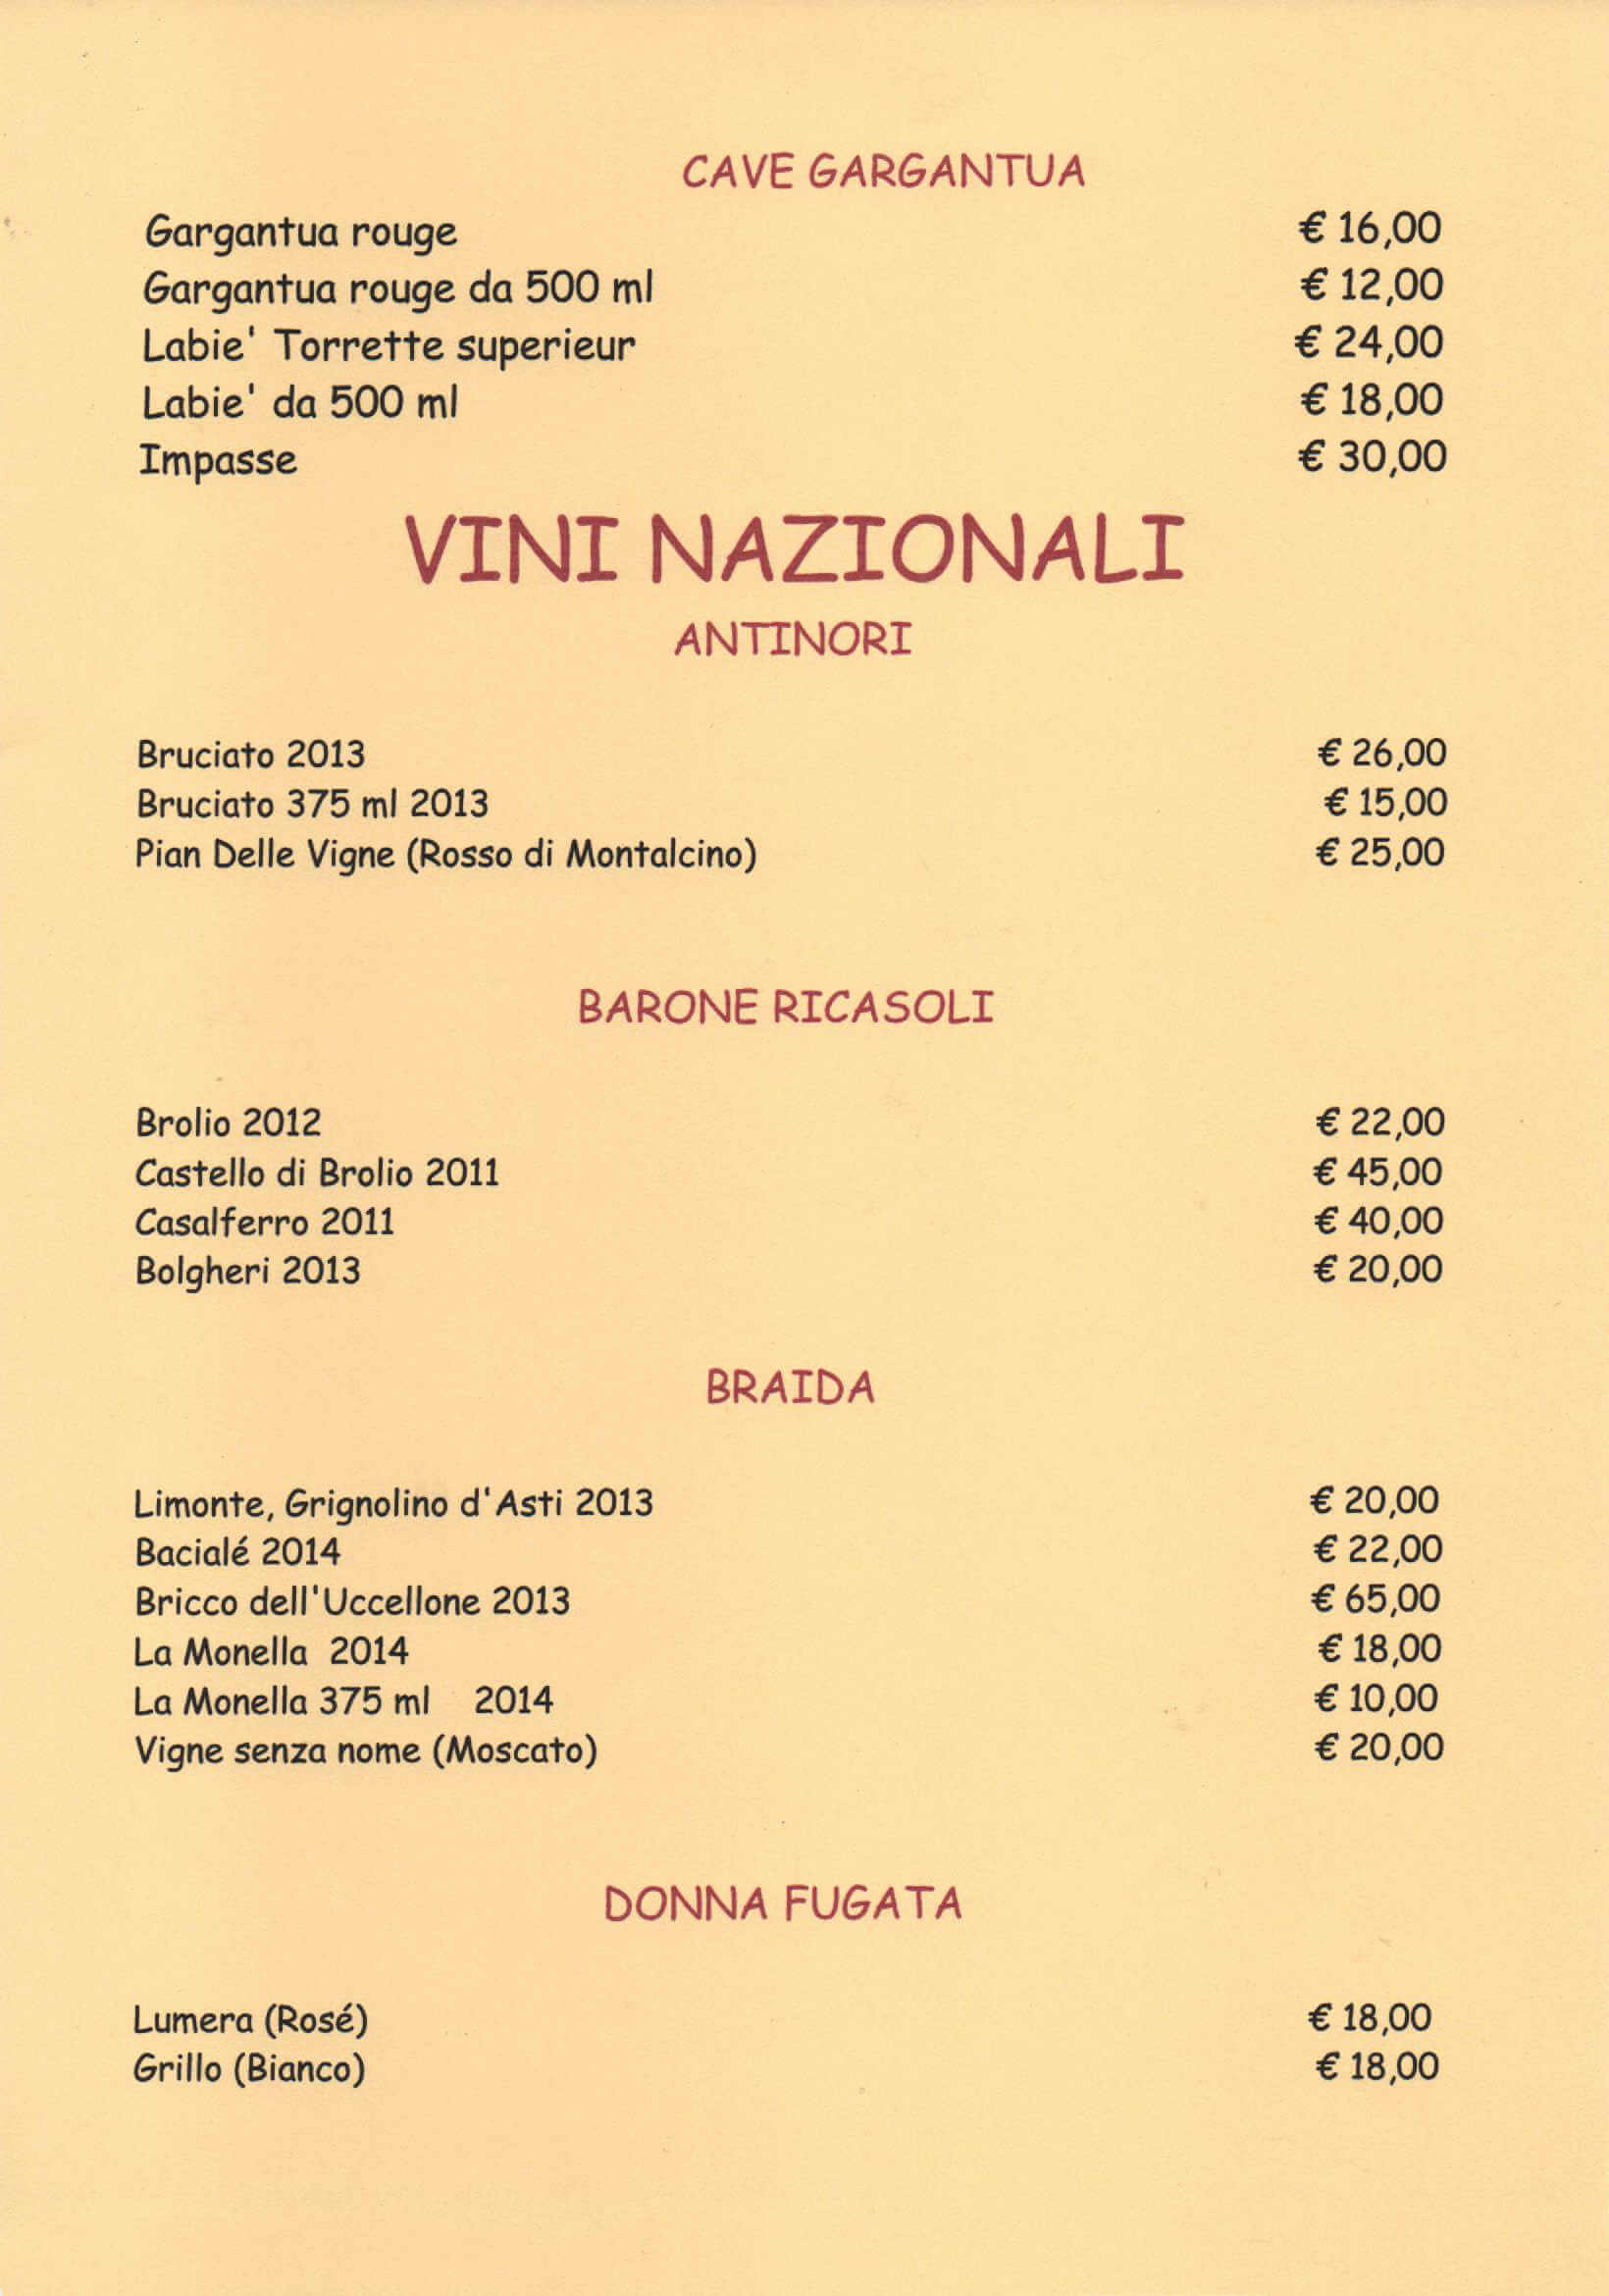 CAVE GARGANTUA
Gargantua rouge € 16,00
Gargantua rouge da 500 ml € 12,00
Labie' Torrette superieur € 24,00
Labie' da 500 ml € 18,00
Impasse € 30,00
VINI NAZIONALI
ANTINORI
Bruciato 2013 € 26,00
Bruciato 375 ml 2013 € 15,00
Pian Delle Vigne (Rosso di Montalcino) € 25,00
BARONE RICASOLI
Brolio 2012 € 22,00
Castello di Brolio 2011 € 45,00
Casalferro 2011 € 40,00
Bolgheri 2013 € 20,00
BRAIDA
Limonte, Grignolino d'Asti 2013 € 20,00
Bacialé 2014 € 22,00
Bricco dell'Uccellone 2013 € 65,00
La Monella 2014 € 18,00
La Monella 375 ml 2014 € 10,00
Vigne senza nome (Moscato) € 20,00
DONNA FUGATA
Lumera (Rosé) € 18,00
Grillo (Bianco) € 18,00